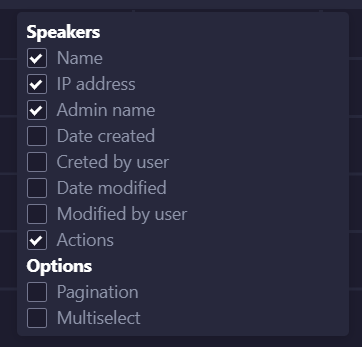 Speakers
Name
IP address
Admin name
Date created
Creted by user
Date modified
Modified by user
Actions
Options
Pagination
Multiselect